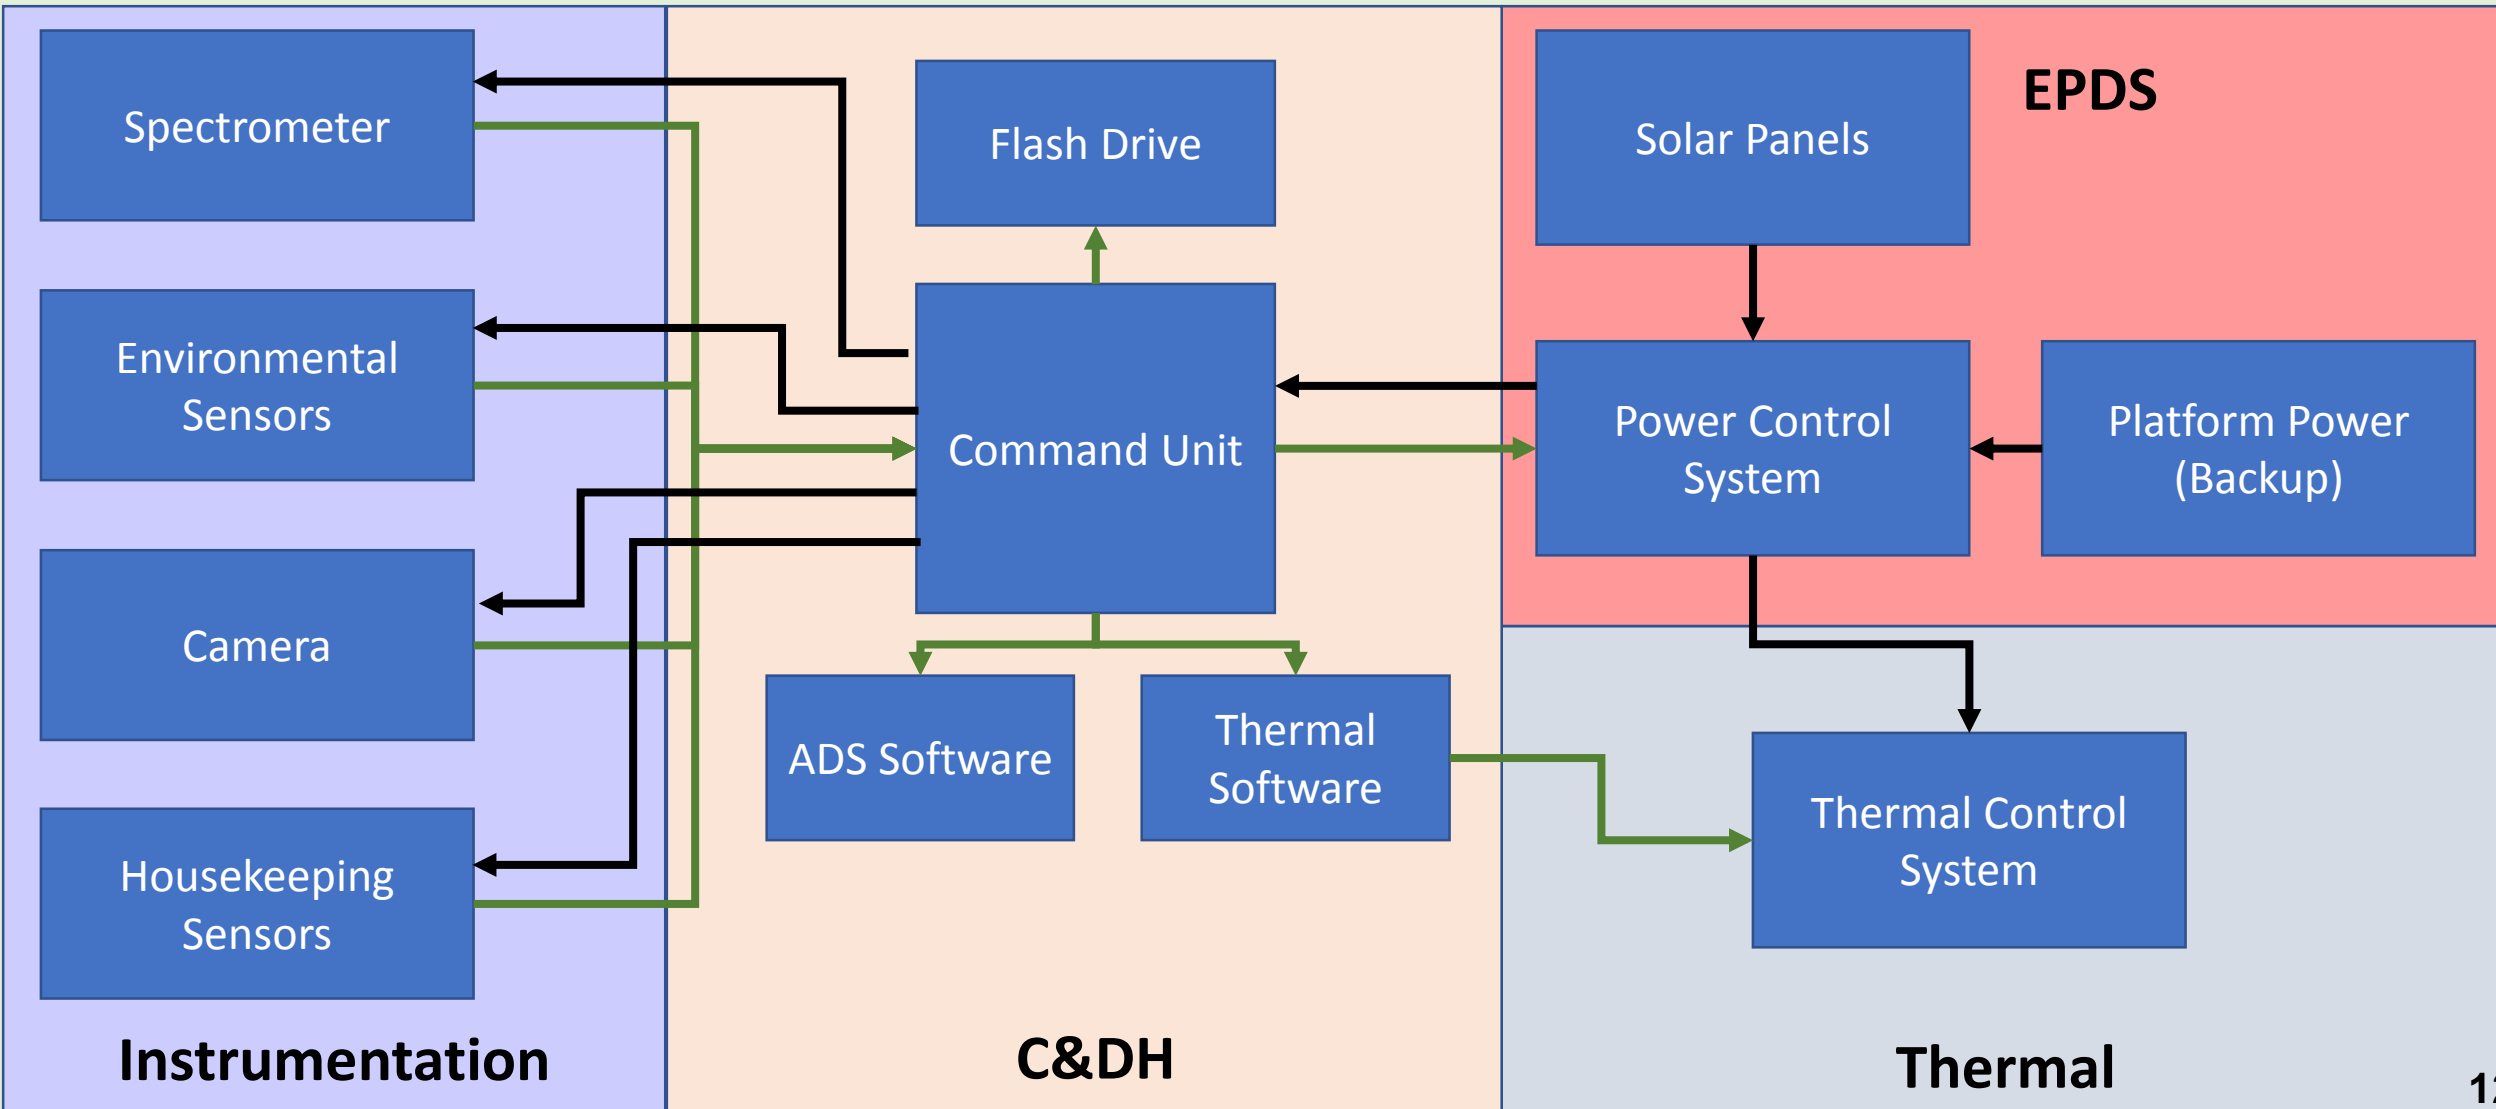 Spectrometer
Environmental
Sensors
Camera
Housekeeping
Sensors
Instrumentation
Flash Drive
Command Unit
ADS Software
Thermal
Software
C&DH
EPDS
Solar Panels
Power Control
System
Platform Power
(Backup)
Thermal Control
System
Thermal